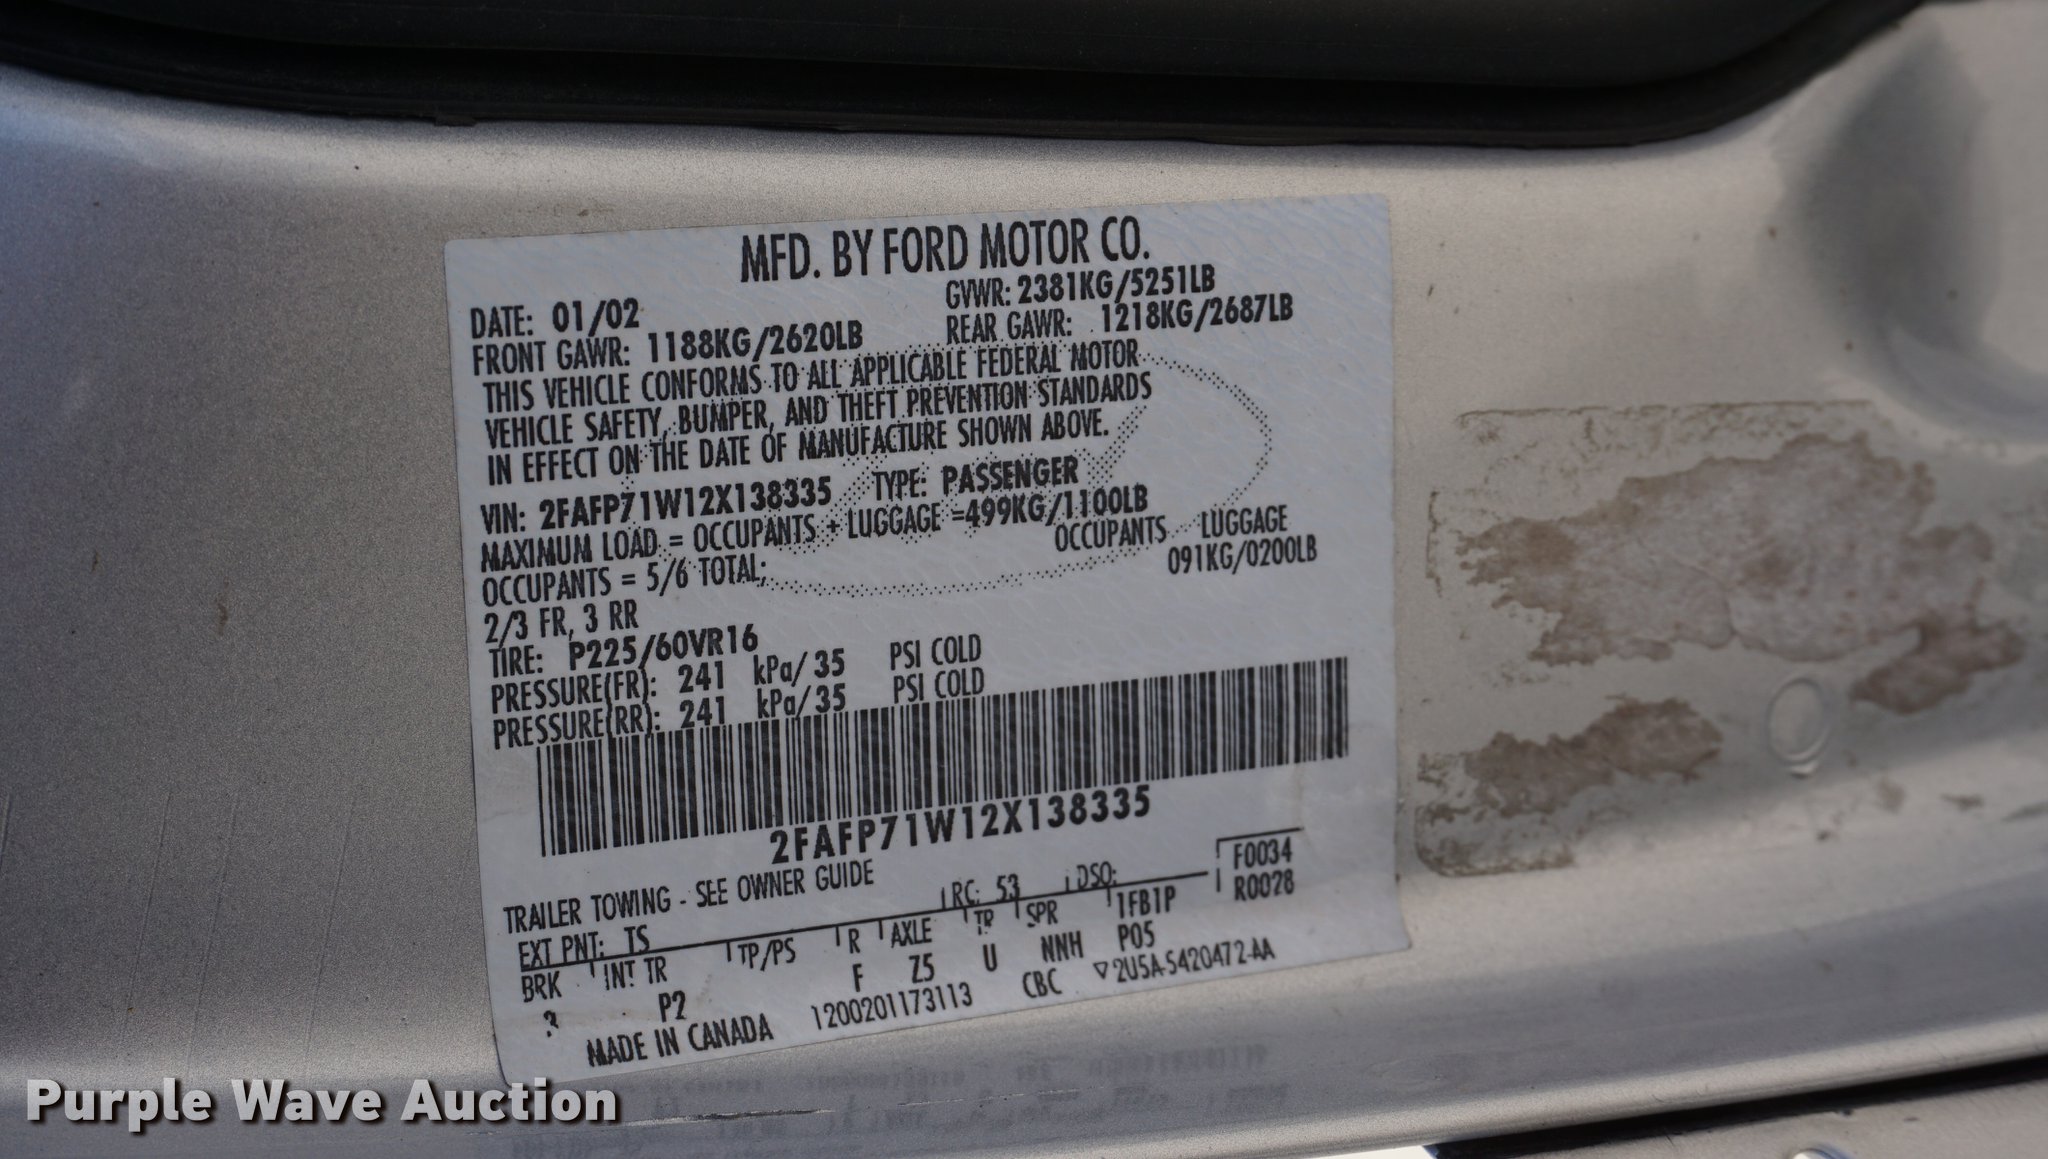 MFD. BY FORD MOTOR CO.
DATE: 01/02 GVWR: 2381KG/5251LB
FRONT GAWR: 1188KG/2620LB REAR GAWR: 1218KG/2687LB
THIS VEHICLE CONFORMS TO ALL APPLICABLE FEDERAL MOTOR
VEHICLE SAFETY, BUMPER, AND THEFT PREVENTION STANDARDS
IN EFFECT ON THE DATE OF MANUFACTURE SHOWN ABOVE.
VIN: 2FAFP71W12X138335 TYPE: PASSENGER
MAXIMUM LOAD = OCCUPANTS + LUGGAGE =499KG/1100LB
OCCUPANTS = 5/6 TOTAL; OCCUPANTS LUGGAGE
2/3 FR, 3 RR 091KG/0200LB
TIRE: P225/60VR16
PRESSURE(FR): 241 kPa/ 35 PSI COLD
PRESSURE(RR): 241 kPa/ 35 PSI COLD
2FAFP71W12X138335
TRAILER TOWING - SEE OWNER GUIDE
EXT PNT: TS RC: 53 DSO: F0034
BRK INT TR TP/PS R AXLE TR SPR 1FB1P R0028
3 P2 F Z5 U NNH P05
MADE IN CANADA 1200201173113 CBC ▽2U5A-5420472-AA
Purple Wave Auction